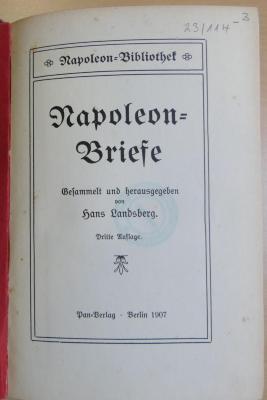 23/114-3
Napoleon-Bibliothek
Napoleon-
Briefe
Gesammelt und herausgegeben
von
Hans Landsberg.
Dritte Auflage.
Pan-Verlag · Berlin 1907